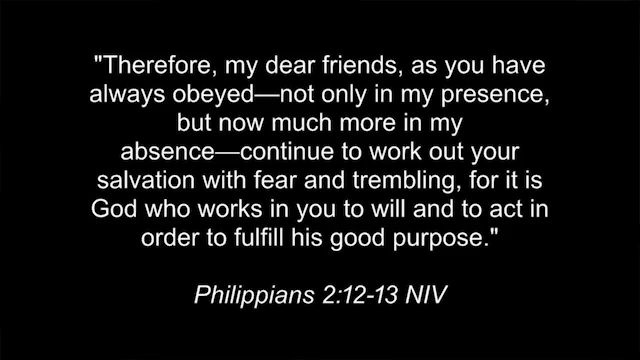 "Therefore, my dear friends, as you have
always obeyed—not only in my presence,
but now much more in my
absence—continue to work out your
salvation with fear and trembling, for it is
God who works in you to will and to act in
order to fulfill his good purpose."
Philippians 2:12-13 NIV